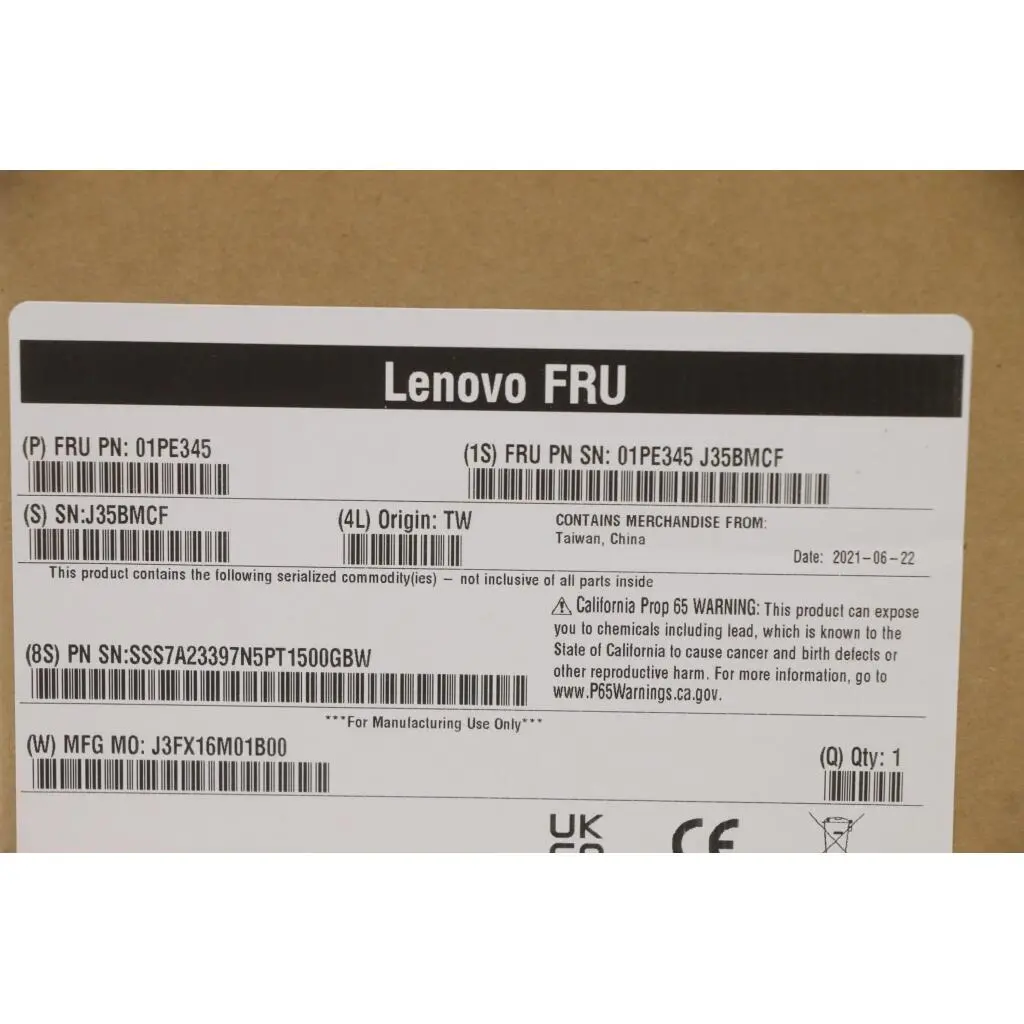 Lenovo FRU
(P) FRU PN: 01PE345
(1S) FRU PN SN: 01PE345 J35BMCF
(S) SN:J35BMCF
(4L) Origin: TW
CONTAINS MERCHANDISE FROM:
Taiwan, China
Date: 2021-06-22
This product contains the following serialized commodity(ies) – not inclusive of all parts inside
⚠ California Prop 65 WARNING: This product can expose
you to chemicals including lead, which is known to the
State of California to cause cancer and birth defects or
other reproductive harm. For more information, go to
www.P65Warnings.ca.gov.
(8S) PN SN:SSS7A23397N5PT1500GBW
***For Manufacturing Use Only***
(W) MFG MO: J3FX16M01B00
(Q) Qty: 1
UK
CE